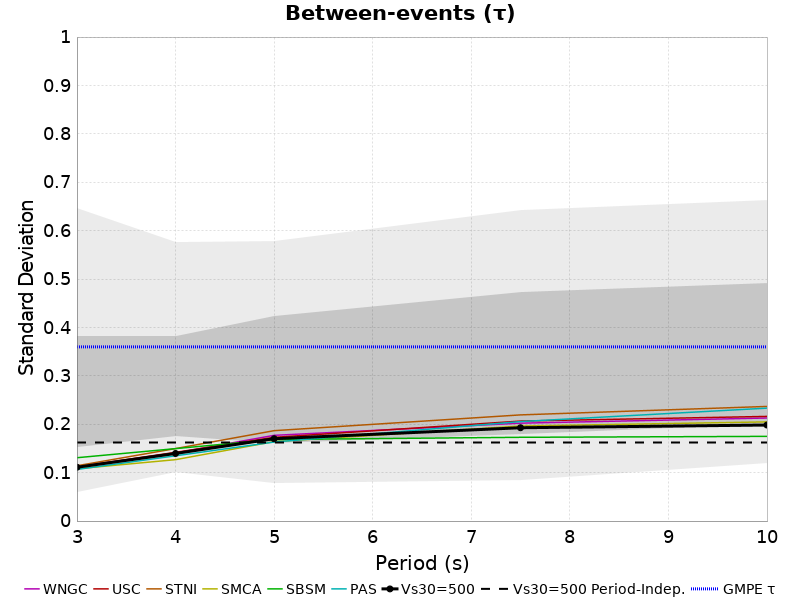 Between-events (τ)
1
0.9
0.8
0.7
0.6
0.5
0.4
0.3
0.2
0.1
0
Standard Deviation
3 4 5 6 7 8 9 10
Period (s)
WNGC USC STNI SMCA SBSM PAS Vs30=500 Vs30=500 Period-Indep. GMPE τ